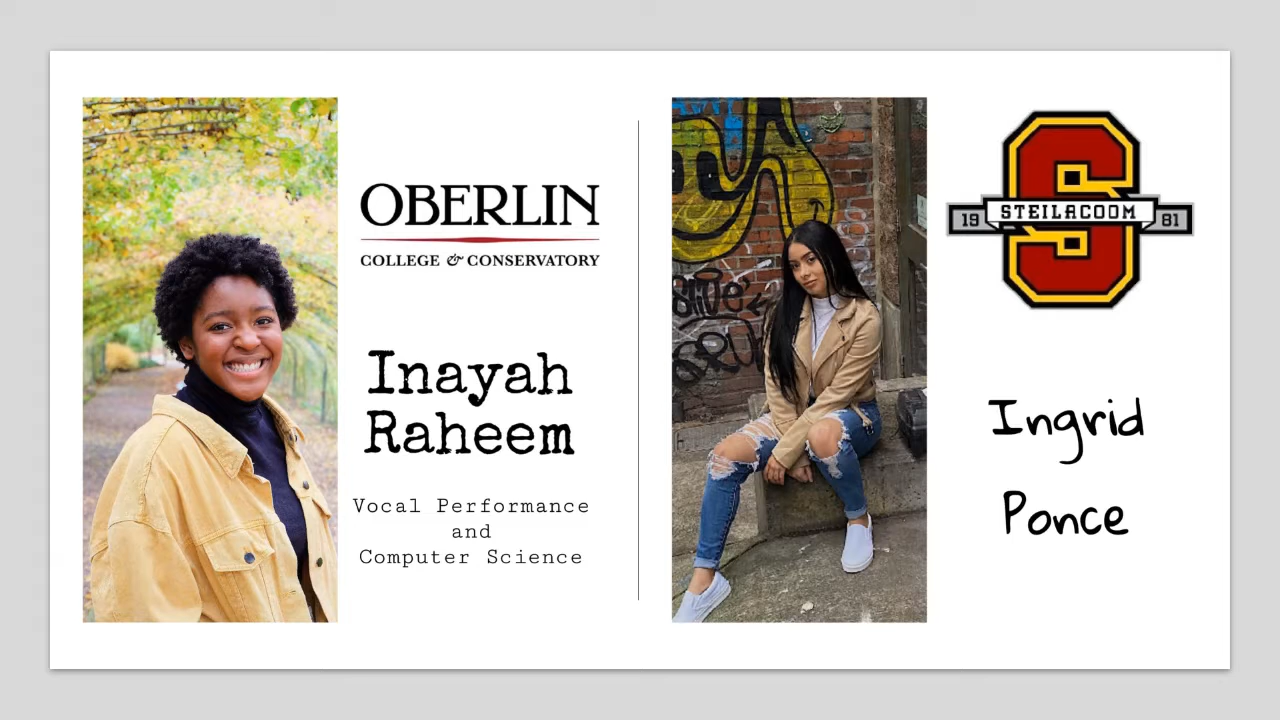 OBERLIN
COLLEGE & CONSERVATORY
Inayah
Raheem
Vocal Performance
and
Computer Science
19 STEILACOOM 81
Ingrid
Ponce